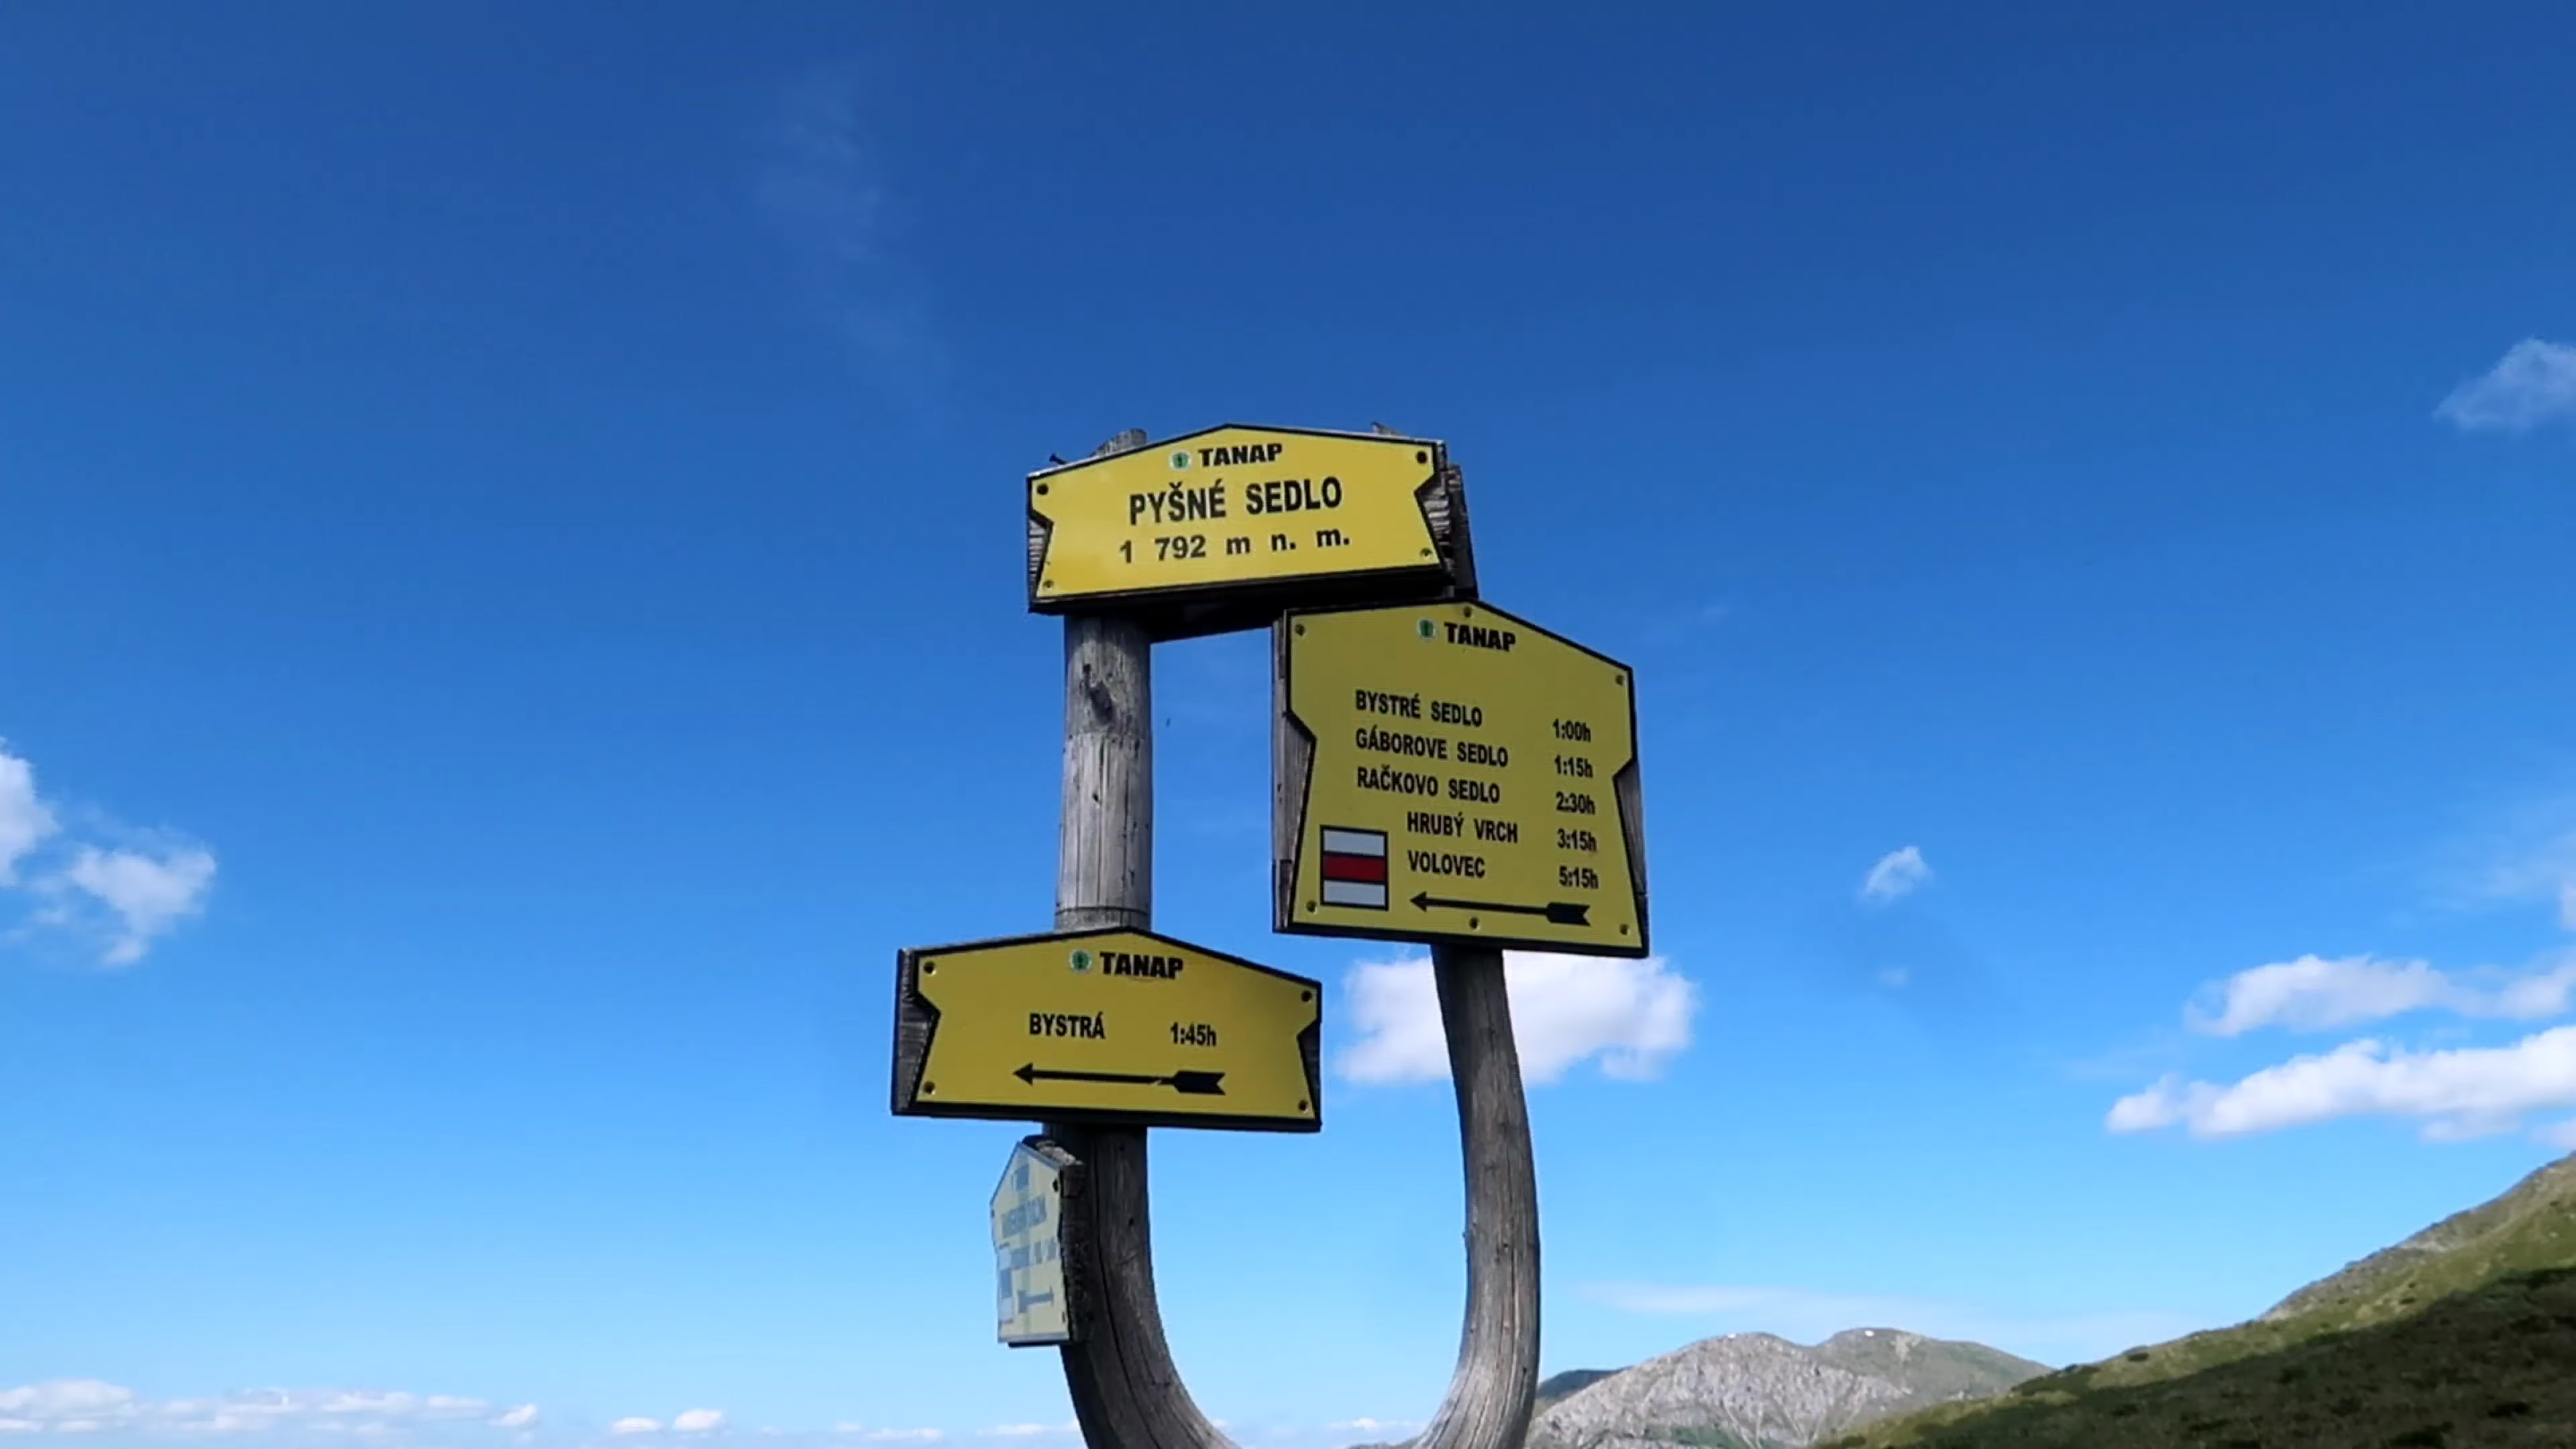 TANAP
PYŠNÉ SEDLO
1 792 m n. m.
TANAP
BYSTRÉ SEDLO 1:00h
GÁBOROVE SEDLO 1:15h
RAČKOVO SEDLO 2:30h
HRUBÝ VRCH 3:15h
VOLOVEC 5:15h
TANAP
BYSTRÁ 1:45h